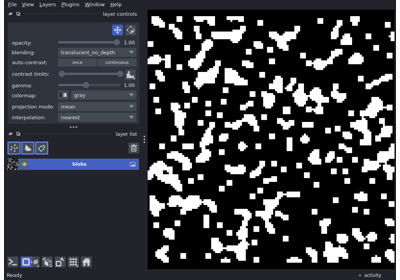 File View Layers Plugins Window Help
layer controls
opacity: 1.00
blending: translucent_no_depth
auto-contrast: once continuous
contrast limits:
gamma: 1.00
colormap: gray
projection mode: mean
interpolation: nearest
layer list
blobs
Ready activity